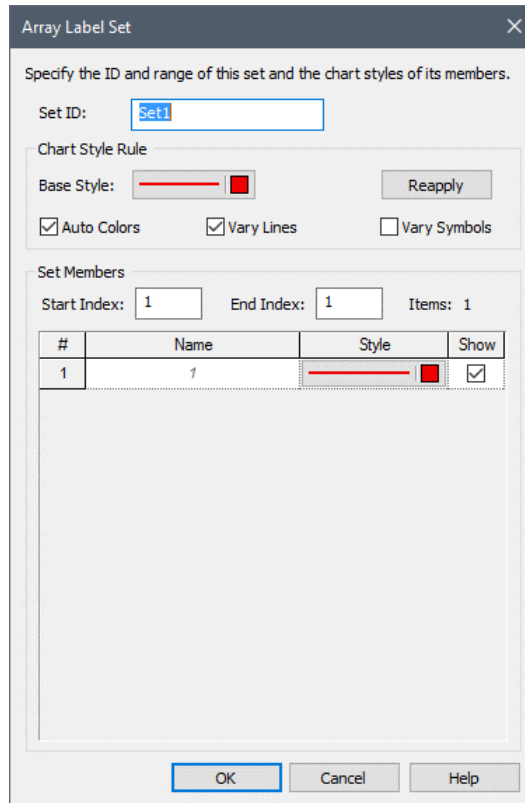 Array Label Set
Specify the ID and range of this set and the chart styles of its members.
Set ID: Set1
Chart Style Rule
Base Style: Reapply
Auto Colors Vary Lines Vary Symbols
Set Members
Start Index: 1 End Index: 1 Items: 1
# Name Style Show
1 1
OK Cancel Help